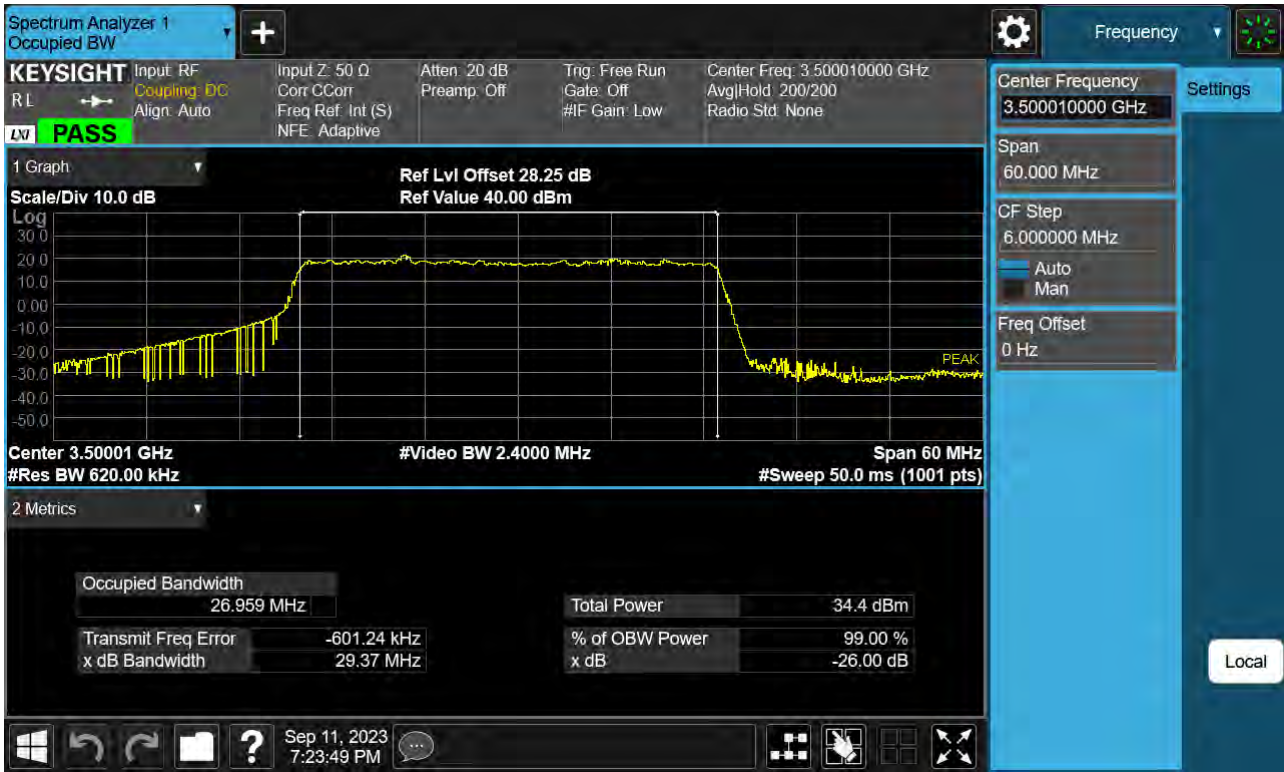 Spectrum Analyzer 1
Occupied BW
Frequency
KEYSIGHT
RL
LXI PASS
Input: RF
Coupling: DC
Align: Auto
Input Z: 50 Ω
Corr CCorr
Freq Ref: Int (S)
NFE: Adaptive
Atten: 20 dB
Preamp: Off
Trig: Free Run
Gate: Off
#IF Gain: Low
Center Freq: 3.500010000 GHz
Avg|Hold: 200/200
Radio Std: None
Center Frequency
3.500010000 GHz
Settings
Span
60.000 MHz
CF Step
6.000000 MHz
Auto
Man
Freq Offset
0 Hz
1 Graph
Ref Lvl Offset 28.25 dB
Scale/Div 10.0 dB
Ref Value 40.00 dBm
Log
30.0
20.0
10.0
0.00
-10.0
-20.0
-30.0
-40.0
-50.0
PEAK
Center 3.50001 GHz
#Video BW 2.4000 MHz
Span 60 MHz
#Res BW 620.00 kHz
#Sweep 50.0 ms (1001 pts)
2 Metrics
Occupied Bandwidth
26.959 MHz
Total Power 34.4 dBm
Transmit Freq Error -601.24 kHz
% of OBW Power 99.00 %
x dB Bandwidth 29.37 MHz
x dB -26.00 dB
Local
?
Sep 11, 2023
7:23:49 PM